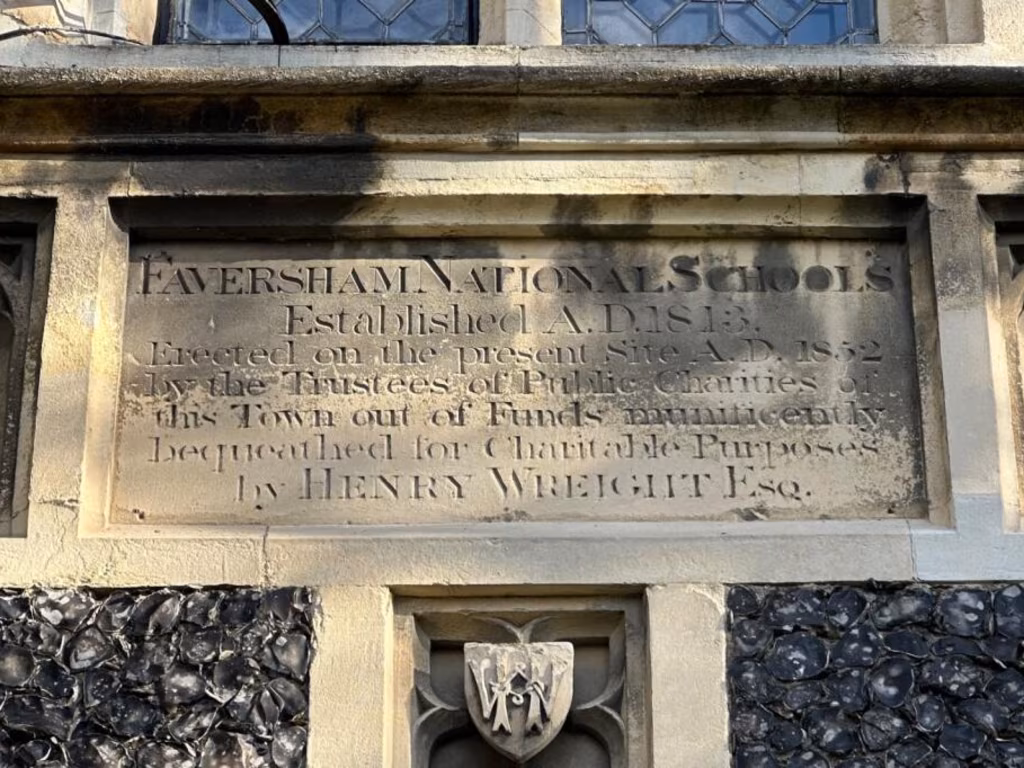 FAVERSHAM NATIONAL SCHOOLS
Established A.D. 1813.
Erected on the present Site A.D. 1852
by the Trustees of Public Charities of
this Town out of Funds munificently
bequeathed for Charitable Purposes
by HENRY WREIGHT ESQ.